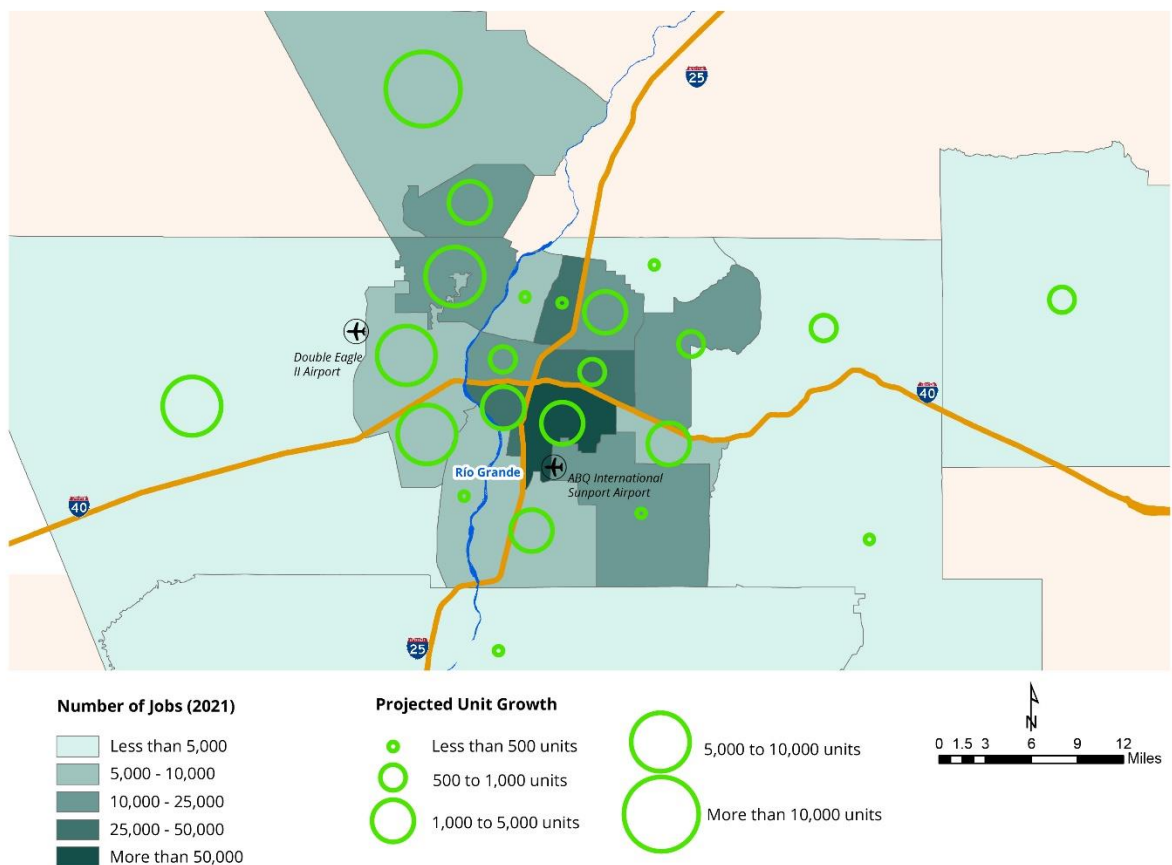 25
Double Eagle
II Airport
40
Río Grande
ABQ International
Sunport Airport
40
25
Number of Jobs (2021)
Less than 5,000
5,000 - 10,000
10,000 - 25,000
25,000 - 50,000
More than 50,000
Projected Unit Growth
Less than 500 units
500 to 1,000 units
1,000 to 5,000 units
5,000 to 10,000 units
More than 10,000 units
N
0 1.5 3 6 9 12
Miles